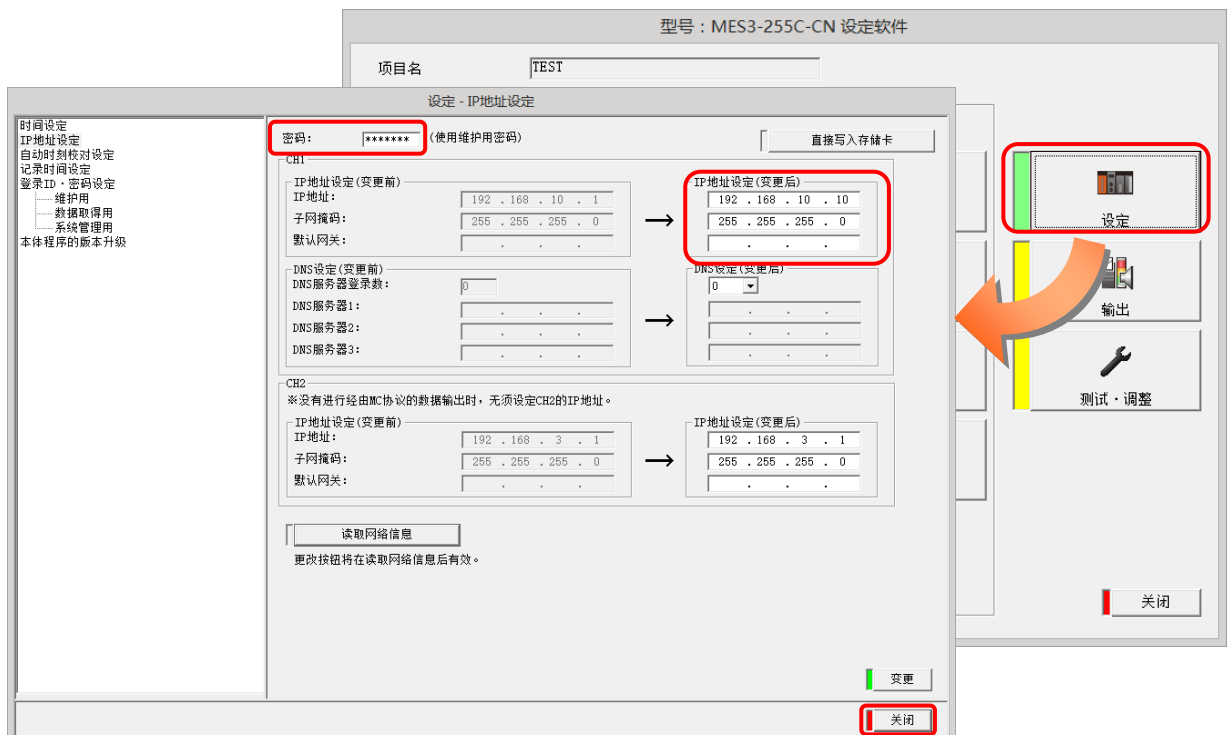 型号：MES3-255C-CN 设定软件
项目名 TEST
设定
输出
测试・调整
关闭
设定 - IP地址设定
时间设定
IP地址设定
自动时刻校对设定
记录时间设定
登录ID・密码设定
维护用
数据取得用
系统管理用
本体程序的版本升级
密码： ******* (使用维护用密码) 直接写入存储卡
CH1
IP地址设定(变更前)
IP地址： 192 . 168 . 10 . 1
子网掩码： 255 . 255 . 255 . 0
默认网关： . . .
→
IP地址设定(变更后)
192 . 168 . 10 . 10
255 . 255 . 255 . 0
. . .
DNS设定(变更前)
DNS服务器登录数： 0
DNS服务器1： . . .
DNS服务器2： . . .
DNS服务器3： . . .
→
DNS设定(变更后)
0
. . .
. . .
. . .
CH2
※没有进行经由MC协议的数据输出时，无须设定CH2的IP地址。
IP地址设定(变更前)
IP地址： 192 . 168 . 3 . 1
子网掩码： 255 . 255 . 255 . 0
默认网关： . . .
→
IP地址设定(变更后)
192 . 168 . 3 . 1
255 . 255 . 255 . 0
. . .
读取网络信息
更改按钮将在读取网络信息后有效。
变更
关闭